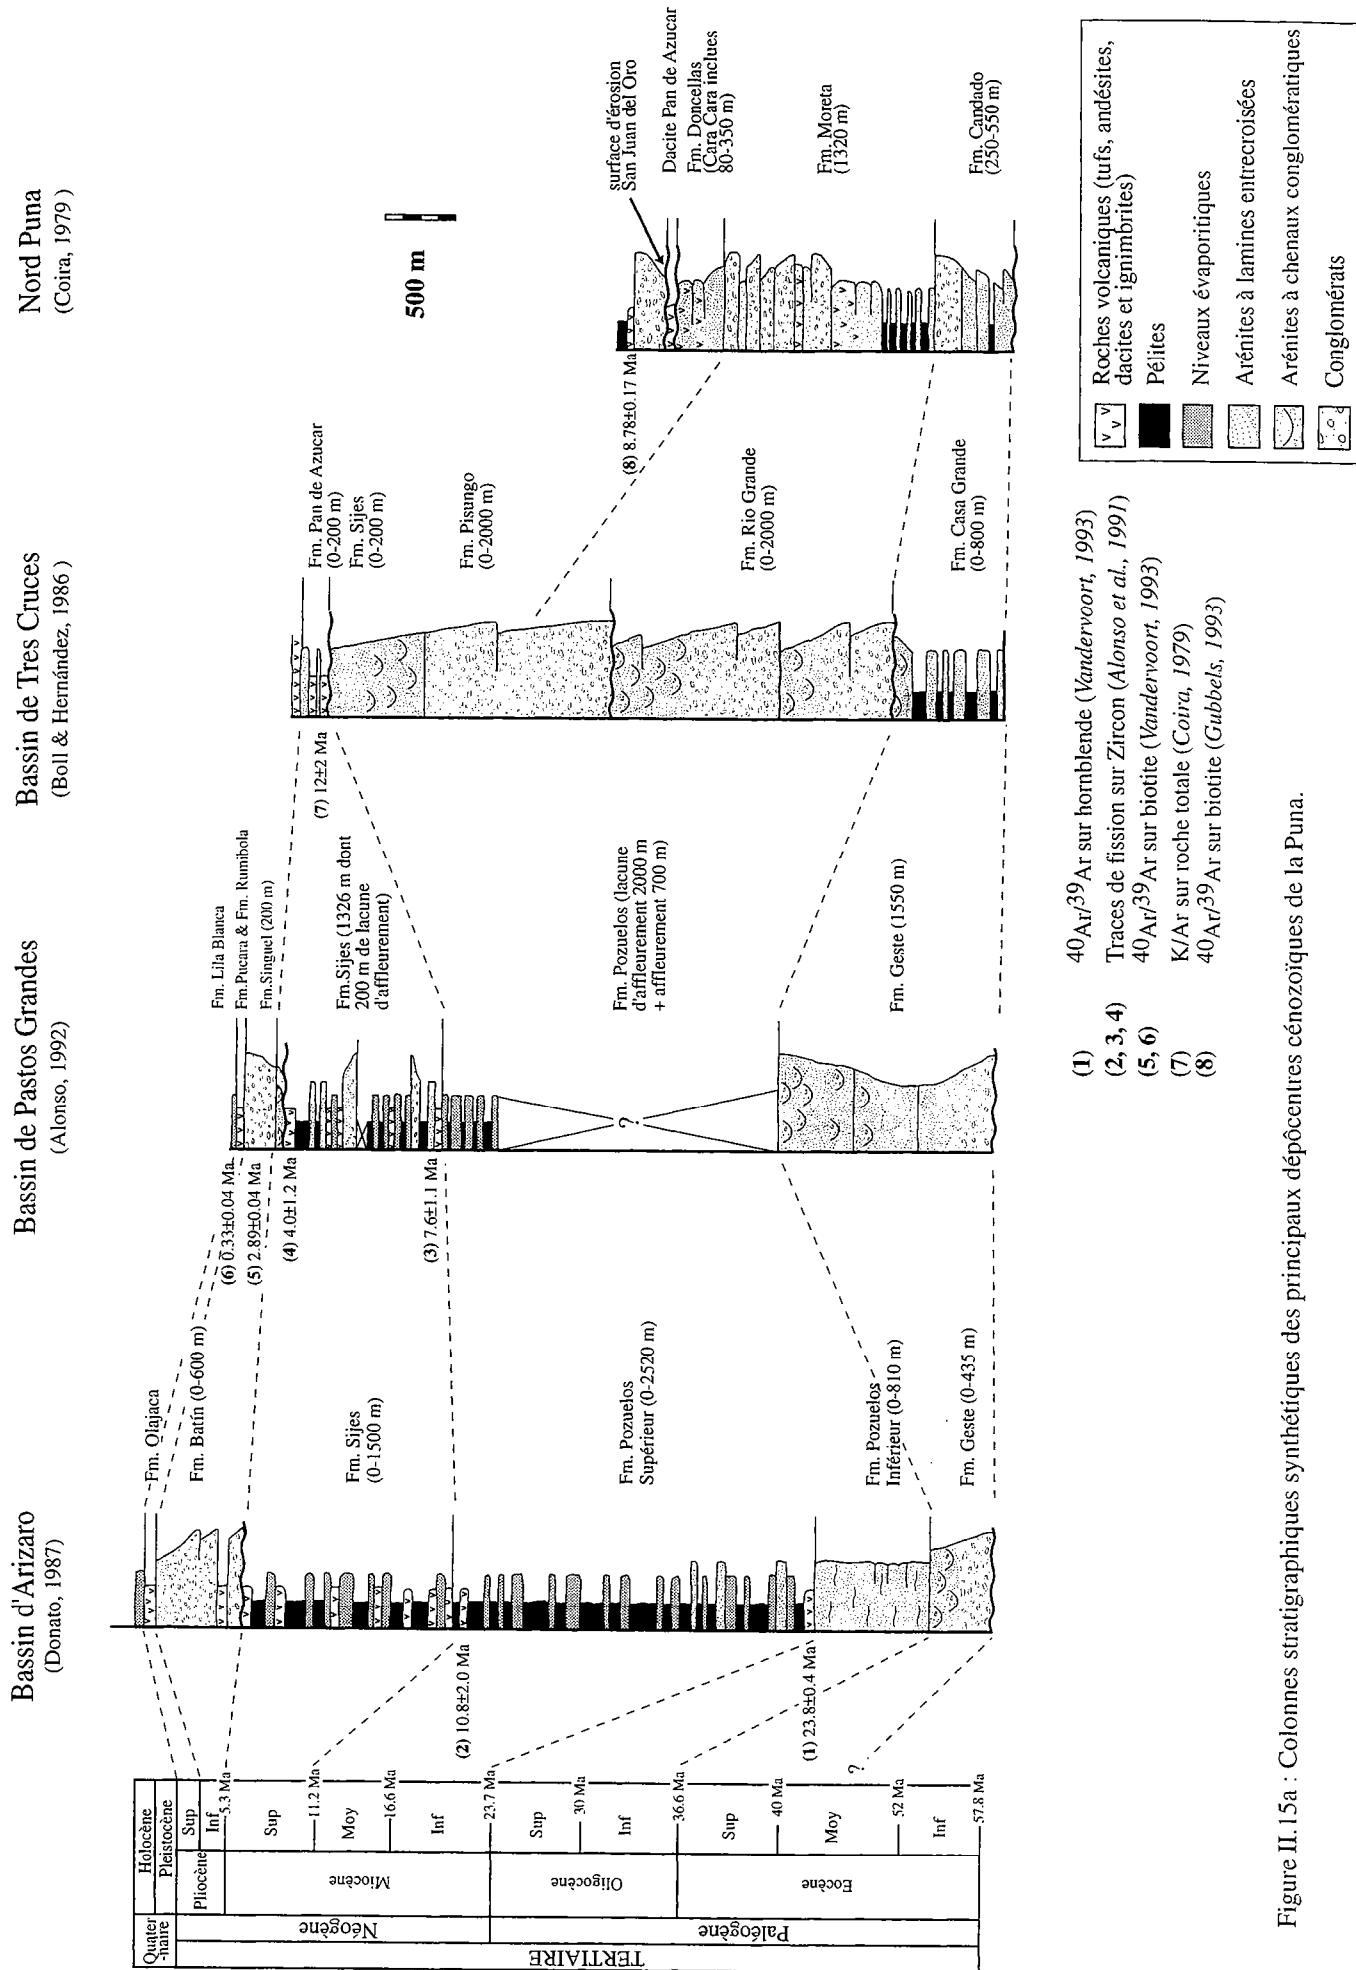 Bassin d'Arizaro
(Donato, 1987)
Bassin de Pastos Grandes
(Alonso, 1992)
Bassin de Tres Cruces
(Boll & Hernández, 1986 )
Nord Puna
(Coira, 1979 )
Quater
-naire
Holocène
Pleistocène
TERTIAIRE
Néogène
Paléogène
Pliocène
Miocène
Oligocène
Eocène
Sup
Inf
5.3 Ma
Sup
11.2 Ma
Moy
16.6 Ma
Inf
23.7 Ma
Sup
30 Ma
Inf
36.6 Ma
Sup
40 Ma
Moy
52 Ma
Inf
57.8 Ma
?
(2) 10.8±2.0 Ma
(1) 23.8±0.4 Ma
Fm. Olajaca
Fm. Batín (0-600 m)
Fm. Sijes
(0-1500 m)
Fm. Pozuelos
Supérieur (0-2520 m)
Fm. Pozuelos
Inférieur (0-810 m)
Fm. Geste (0-435 m)
(6) 0.33±0.04 Ma
(5) 2.89±0.04 Ma
(4) 4.0±1.2 Ma
(3) 7.6±1.1 Ma
?
Fm. Lila Blanca
Fm.Pucara & Fm. Rumibola
Fm.Singuel (200 m)
Fm.Sijes (1326 m dont
200 m de lacune
d'affleurement)
Fm. Pozuelos (lacune
d'affleurement 2000 m
+ affleurement 700 m)
Fm. Geste (1550 m)
(7) 12±2 Ma
Fm. Pan de Azucar
(0-200 m)
Fm. Sijes
(0-200 m)
Fm. Pisungo
(0-2000 m)
Fm. Rio Grande
(0-2000 m)
Fm. Casa Grande
(0-800 m)
500 m
(8) 8.78±0.17 Ma
surface d'érosion
San Juan del Oro
Dacite Pan de Azucar
Fm. Doncellas
(Cara Cara inclues
80-350 m)
Fm. Moreta
(1320 m)
Fm. Candado
(250-550 m)
(1) 40Ar/39Ar sur hornblende (Vandervoort, 1993)
(2, 3, 4) Traces de fission sur Zircon (Alonso et al., 1991)
(5, 6) 40Ar/39Ar sur biotite (Vandervoort, 1993)
(7) K/Ar sur roche totale (Coira, 1979)
(8) 40Ar/39Ar sur biotite (Gubbels, 1993)
Roches volcaniques (tufs, andésites,
dacites et ignimbrites)
Pélites
Niveaux évaporitiques
Arénites à lamines entrecroisées
Arénites à chenaux conglomératiques
Conglomérats
Figure II.15a : Colonnes stratigraphiques synthétiques des principaux dépôcentres cénozoïques de la Puna.